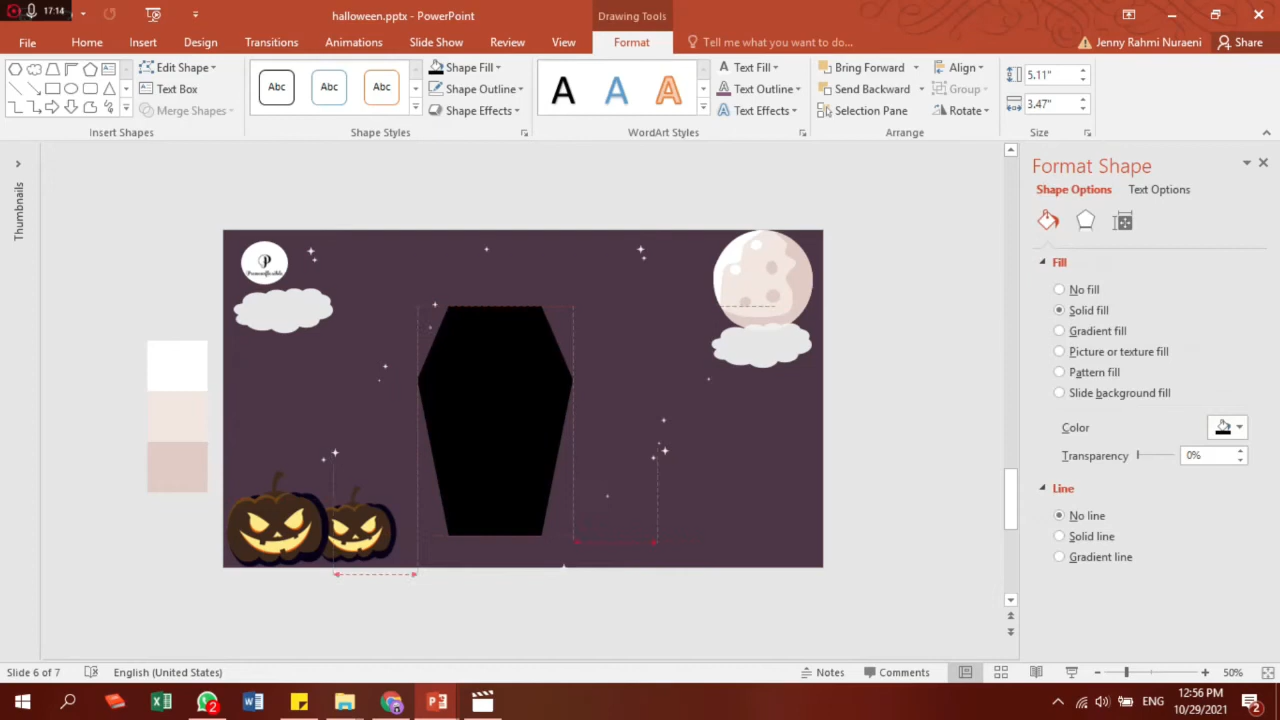 17:14
halloween.pptx - PowerPoint
Drawing Tools
File Home Insert Design Transitions Animations Slide Show Review View Format Tell me what you want to do... Jenny Rahmi Nuraeni Share
Edit Shape
Text Box
Merge Shapes
Insert Shapes
Abc Abc Abc
Shape Fill
Shape Outline
Shape Effects
Shape Styles
A A A
Text Fill
Text Outline
Text Effects
WordArt Styles
Bring Forward
Send Backward
Selection Pane
Align
Group
Rotate
Arrange
5.11"
3.47"
Size
Thumbnails
P
Format Shape
Shape Options Text Options
Fill
No fill
Solid fill
Gradient fill
Picture or texture fill
Pattern fill
Slide background fill
Color
Transparency 0%
Line
No line
Solid line
Gradient line
Slide 6 of 7 English (United States) Notes Comments 50%
2 ENG 12:56 PM
10/29/2021 2